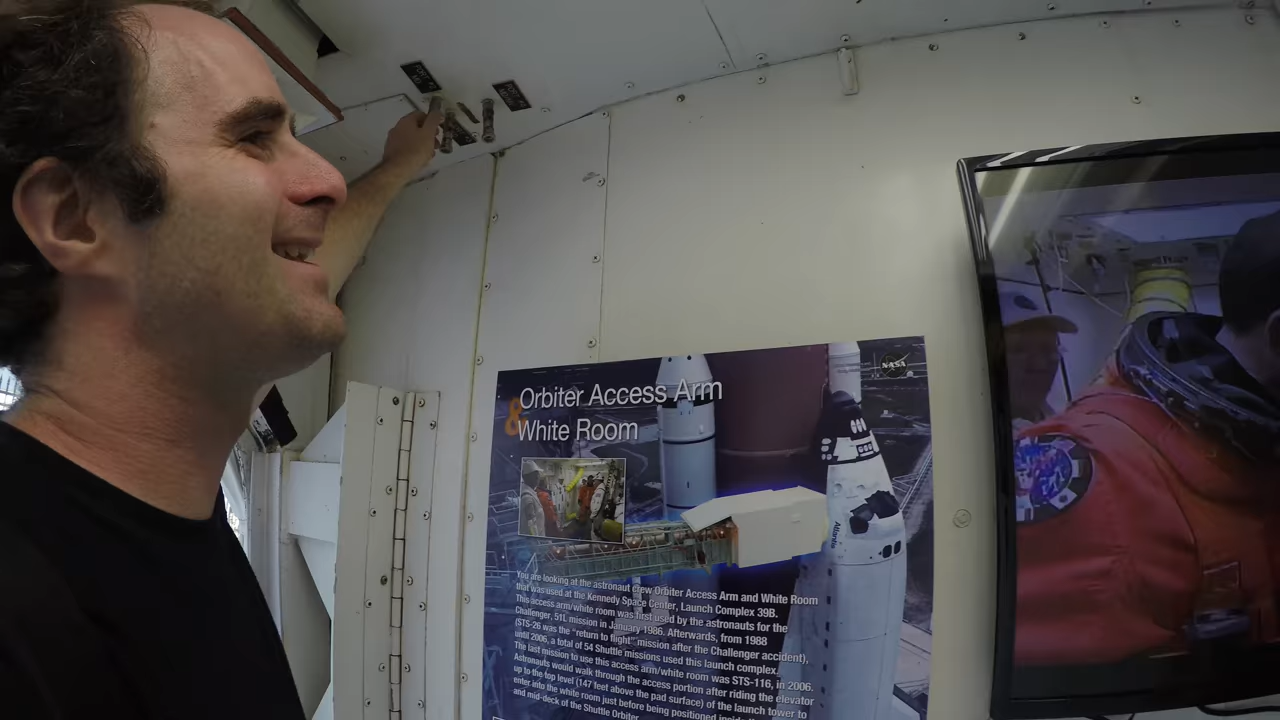 NASA
Orbiter Access Arm
&
White Room
Atlantis
You are looking at the astronaut crew Orbiter Access Arm and White Room
that was used at the Kennedy Space Center, Launch Complex 39B.
This access arm/white room was first used by the astronauts for the
Challenger, 51L mission in January 1986. Afterwards, from 1988
(STS-26 was the "return to flight" mission after the Challenger accident),
until 2006, a total of 54 Shuttle missions used this launch complex.
The last mission to use this access arm/white room was STS-116, in 2006.
Astronauts would walk through the access portion after riding the elevator
up to the top level (147 feet above the pad surface) of the launch tower to
enter into the white room just before being positioned inside
and mid-deck of the Shuttle Orbiter.